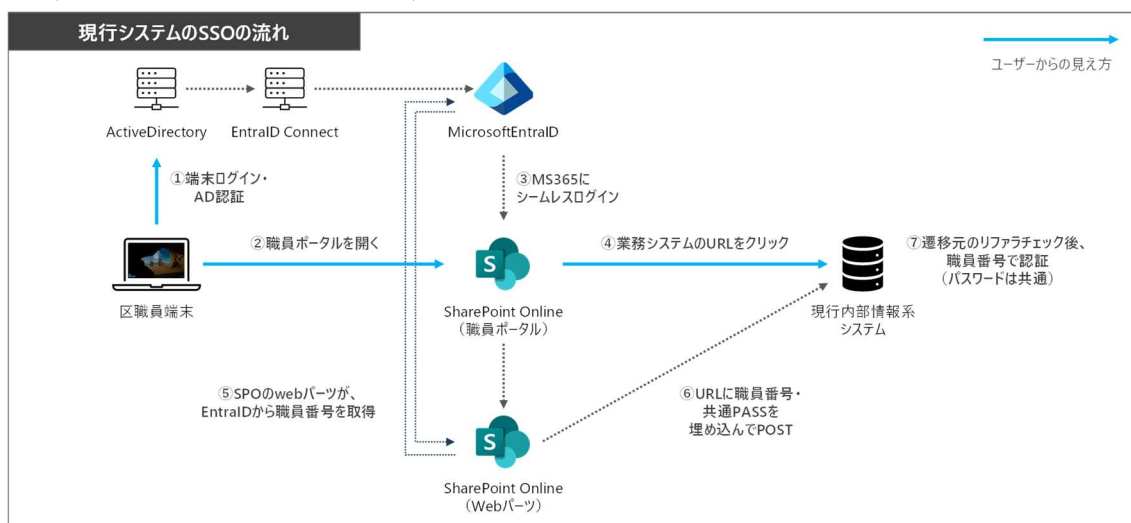 現行システムのSSOの流れ
ユーザーからの見え方
ActiveDirectory
EntraID Connect
MicrosoftEntraID
①端末ログイン・
AD認証
③MS365に
シームレスログイン
②職員ポータルを開く
④業務システムのURLをクリック
⑦遷移元のリファラチェック後、
職員番号で認証
（パスワードは共通）
区職員端末
S
SharePoint Online
（職員ポータル）
現行内部情報系
システム
⑤SPOのwebパーツが、
EntraIDから職員番号を取得
⑥URLに職員番号・
共通PASSを
埋め込んでPOST
S
SharePoint Online
（Webパーツ）